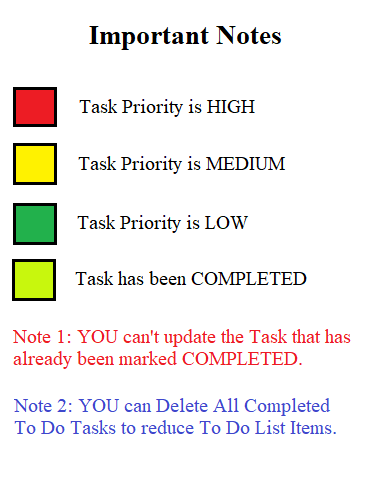 Important Notes
Task Priority is HIGH
Task Priority is MEDIUM
Task Priority is LOW
Task has been COMPLETED
Note 1: YOU can't update the Task that has
already been marked COMPLETED.
Note 2: YOU can Delete All Completed
To Do Tasks to reduce To Do List Items.